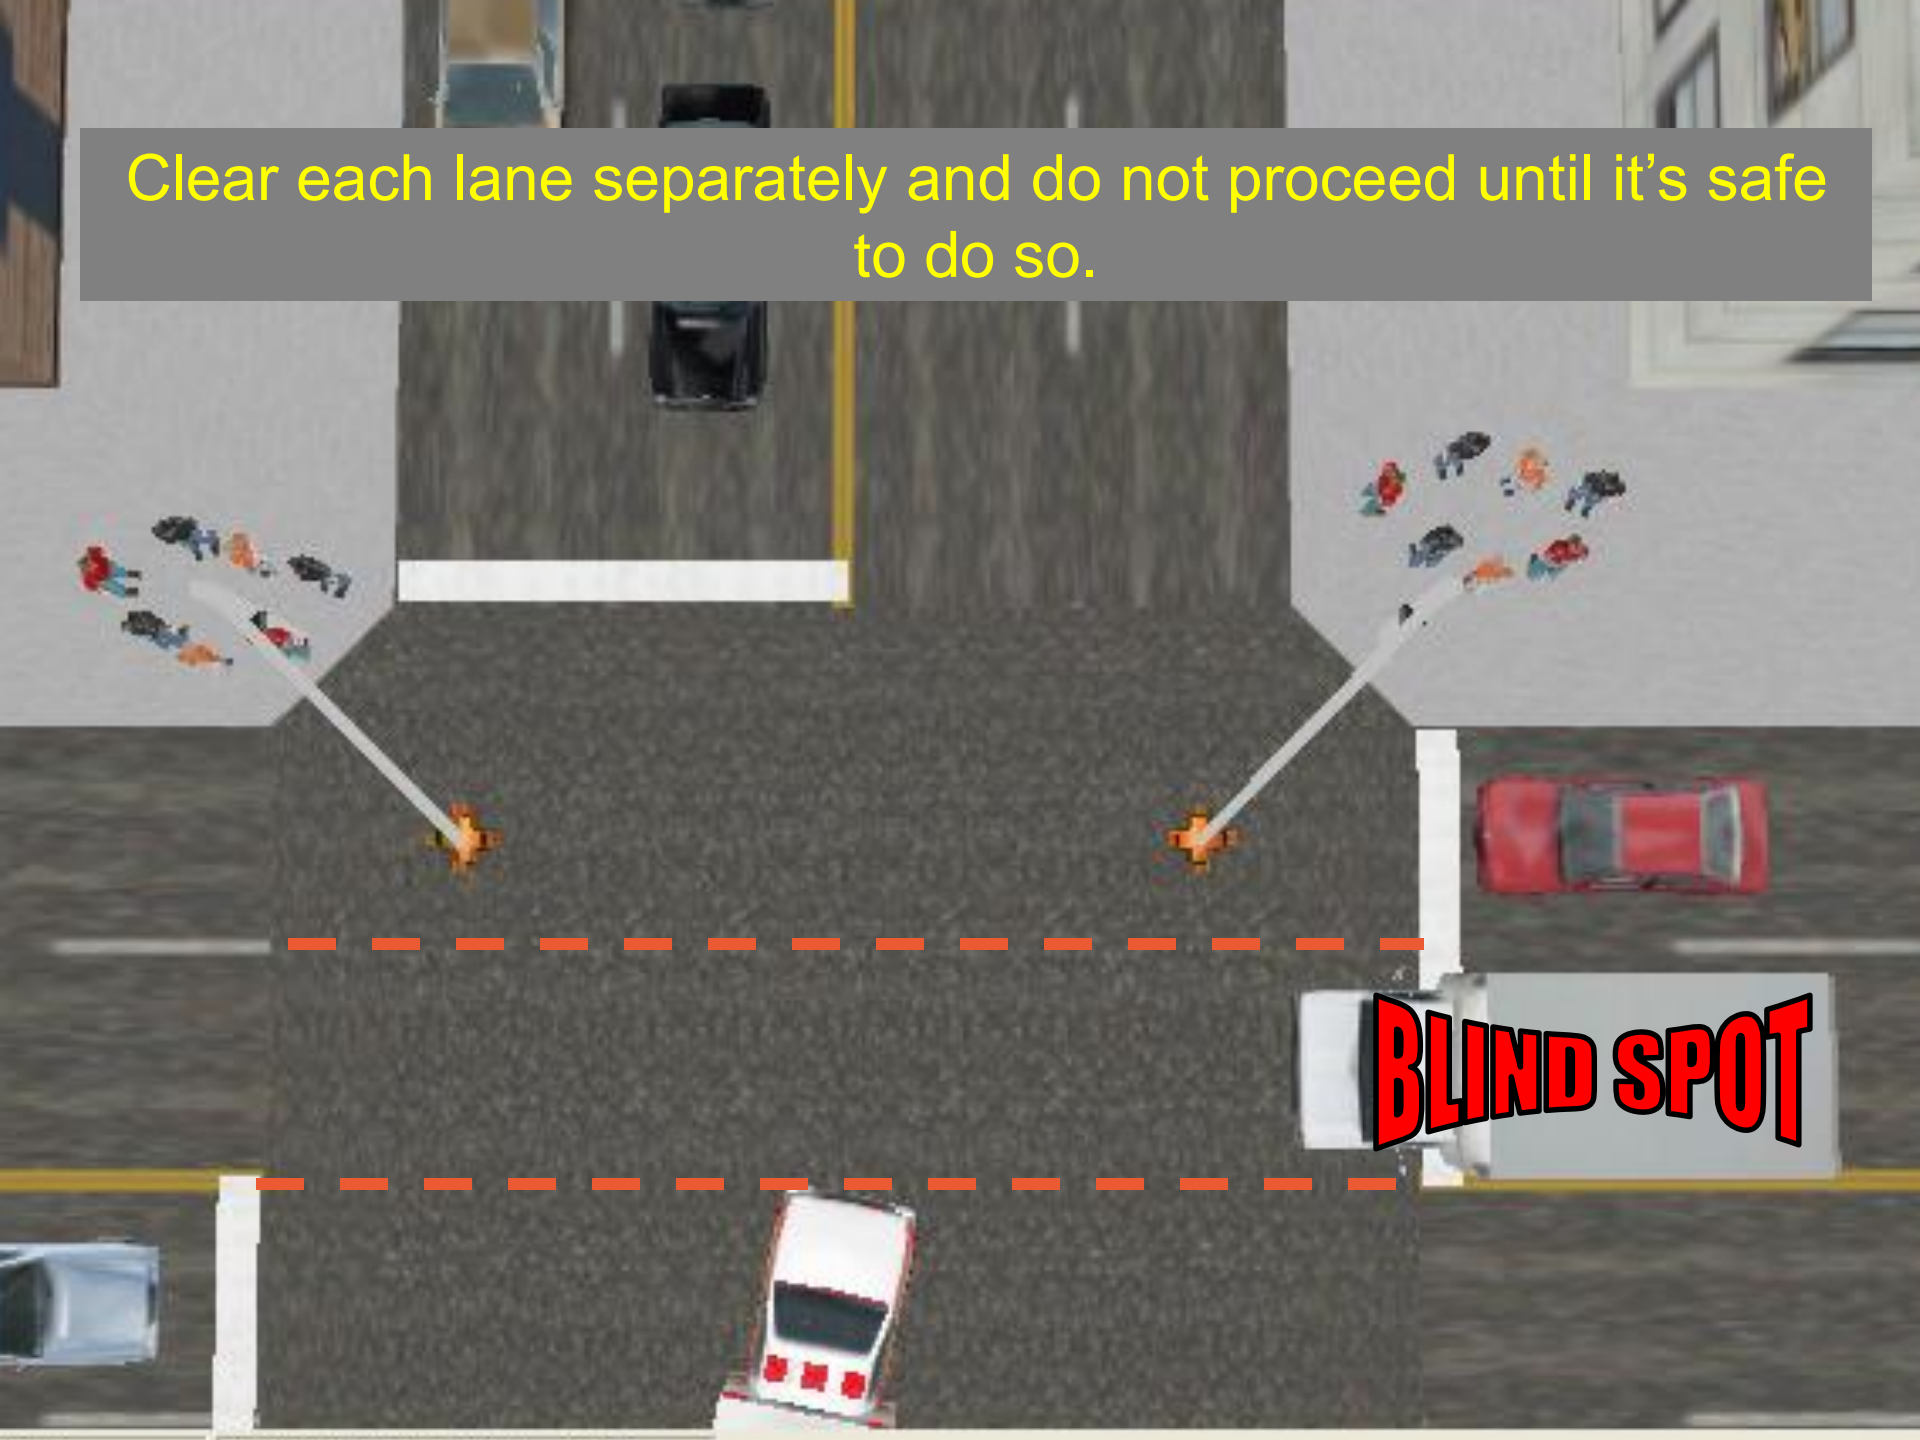 Clear each lane separately and do not proceed until it’s safe
to do so.
BLIND SPOT